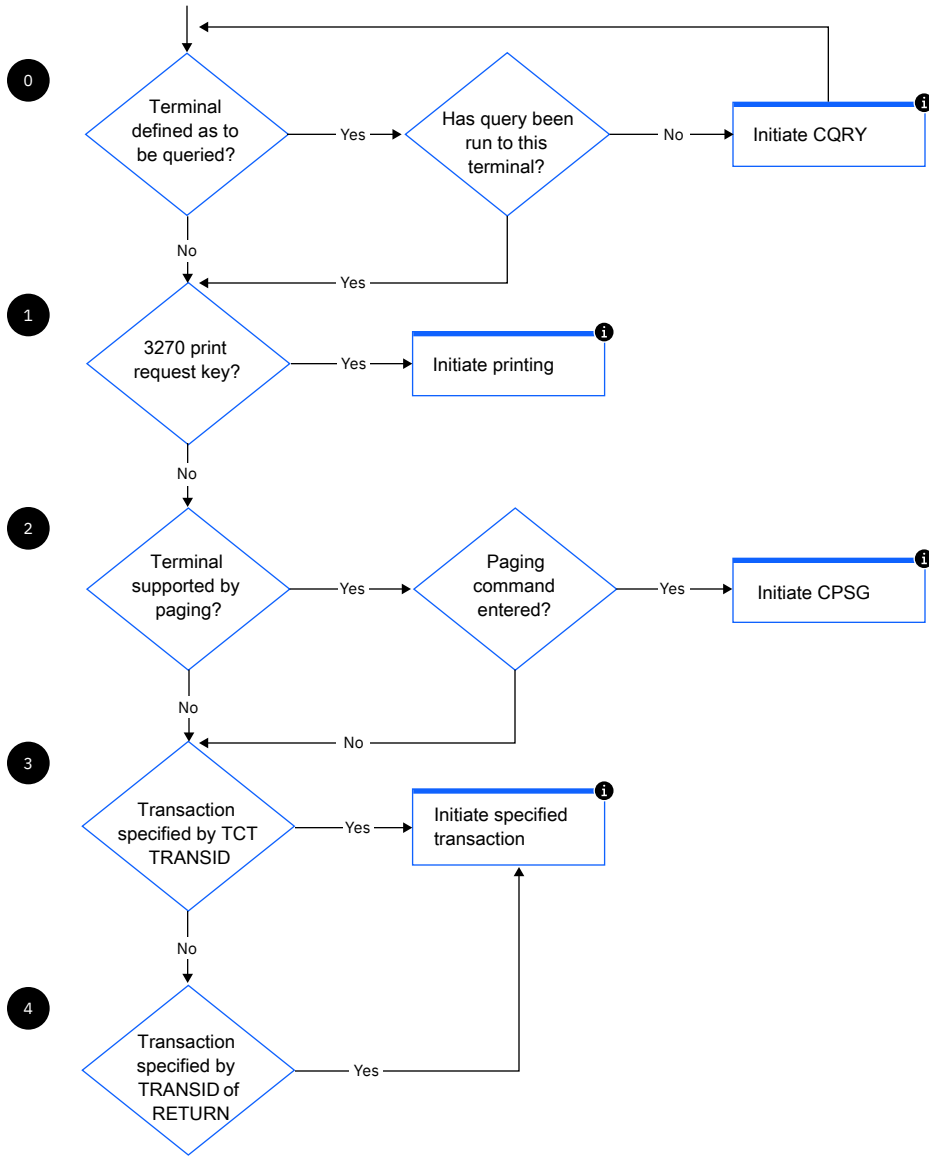 0
Terminal
defined as to
be queried?
Yes
Has query been
run to this
terminal?
No
Initiate CQRY
i
No
Yes
1
3270 print
request key?
Yes
Initiate printing
i
No
2
Terminal
supported by
paging?
Yes
Paging
command
entered?
Yes
Initiate CPSG
i
No
No
3
Transaction
specified by TCT
TRANSID
Yes
Initiate specified
transaction
i
No
4
Transaction
specified by
TRANSID of
RETURN
Yes